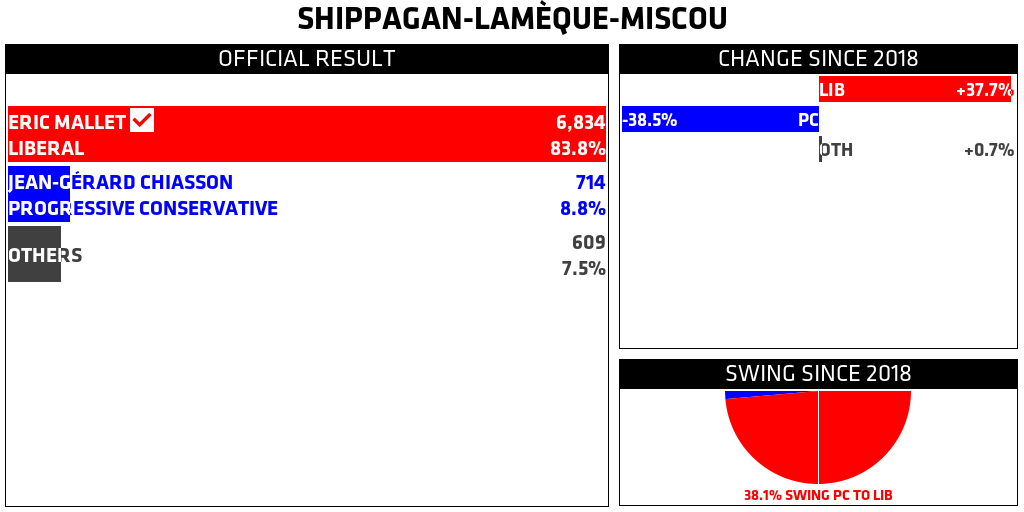 SHIPPAGAN-LAMÈQUE-MISCOU
OFFICIAL RESULT
ERIC MALLET 6,834
LIBERAL 83.8%
JEAN-GÉRARD CHIASSON 714
PROGRESSIVE CONSERVATIVE 8.8%
OTHERS 609
7.5%
CHANGE SINCE 2018
LIB +37.7%
-38.5% PC
OTH +0.7%
SWING SINCE 2018
38.1% SWING PC TO LIB